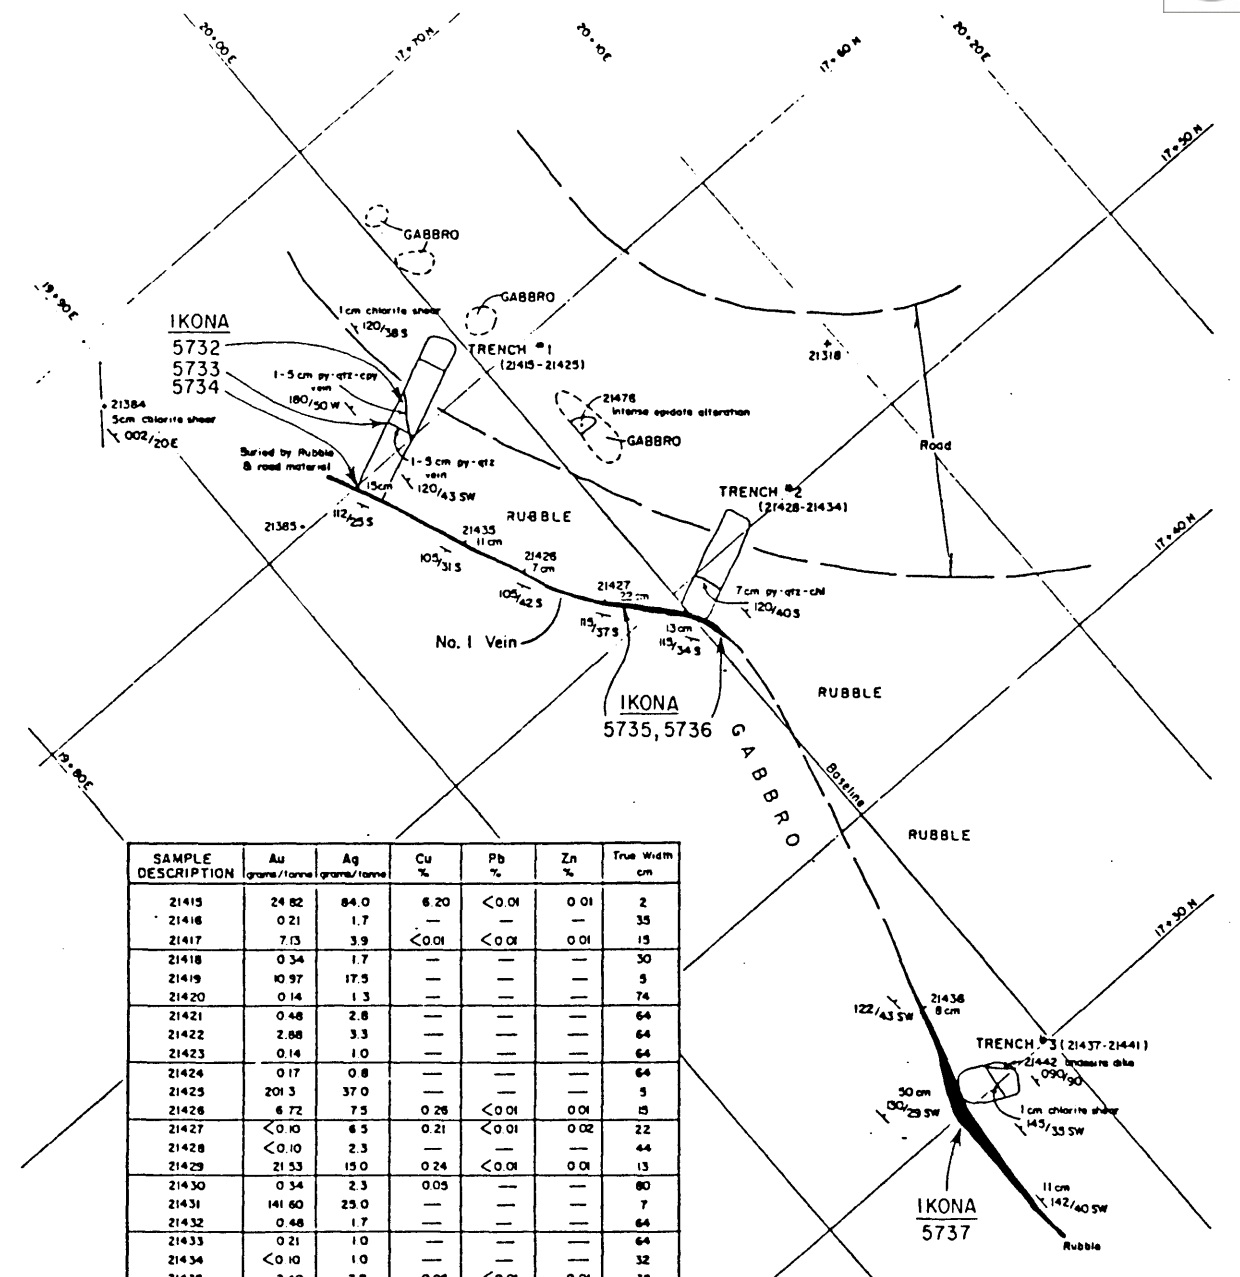 20+00E
17+70N
20+10E
17+60N
20+20E
17+50N
GABBRO
19+90E
GABBRO
1cm chlorite shear
120/38S
IKONA
5732
5733
5734
TRENCH #1
(21415-21425)
21318
1-5cm py-qtz-cpy
vein
180/50W
21384
5cm chlorite shear
002/20E
21476
Intense epidote alteration
GABBRO
Road
Buried by Rubble
& road material
1-5cm py-qtz
vein
120/43SW
15cm
112/25S
TRENCH #2
(21428-21434)
RUBBLE
21385
21435
11cm
105/31S
17+40N
21426
7cm
105/42S
21427
22cm
115/37S
7cm py-qtz-chl
120/40S
13cm
115/34S
No. 1 Vein
IKONA
5735, 5736
RUBBLE
GABBRO
19+80E
Baseline
RUBBLE
17+30N
21436
8cm
122/43SW
TRENCH #3 (21437-21441)
21442 andesite dike
090/90
50cm
130/29SW
1cm chlorite shear
145/35SW
11cm
142/40SW
IKONA
5737
Rubble
SAMPLE DESCRIPTION Au grams/tonne Ag grams/tonne Cu % Pb % Zn % True Width cm
21415 24.82 84.0 6.20 <0.01 0.01 2
21416 0.21 1.7 — — — 35
21417 7.13 3.9 <0.01 <0.01 0.01 15
21418 0.34 1.7 — — — 30
21419 10.97 17.5 — — — 5
21420 0.14 1.3 — — — 74
21421 0.48 2.8 — — — 64
21422 2.88 3.3 — — — 64
21423 0.14 1.0 — — — 64
21424 0.17 0.8 — — — 64
21425 201.3 37.0 — — — 5
21426 6.72 7.5 0.26 <0.01 0.01 15
21427 <0.10 6.5 0.21 <0.01 0.02 22
21428 <0.10 2.3 — — — 44
21429 21.53 15.0 0.24 <0.01 0.01 13
21430 0.34 2.3 0.05 — — 80
21431 141.60 25.0 — — — 7
21432 0.48 1.7 — — — 64
21433 0.21 1.0 — — — 64
21434 <0.10 1.0 — — — 32